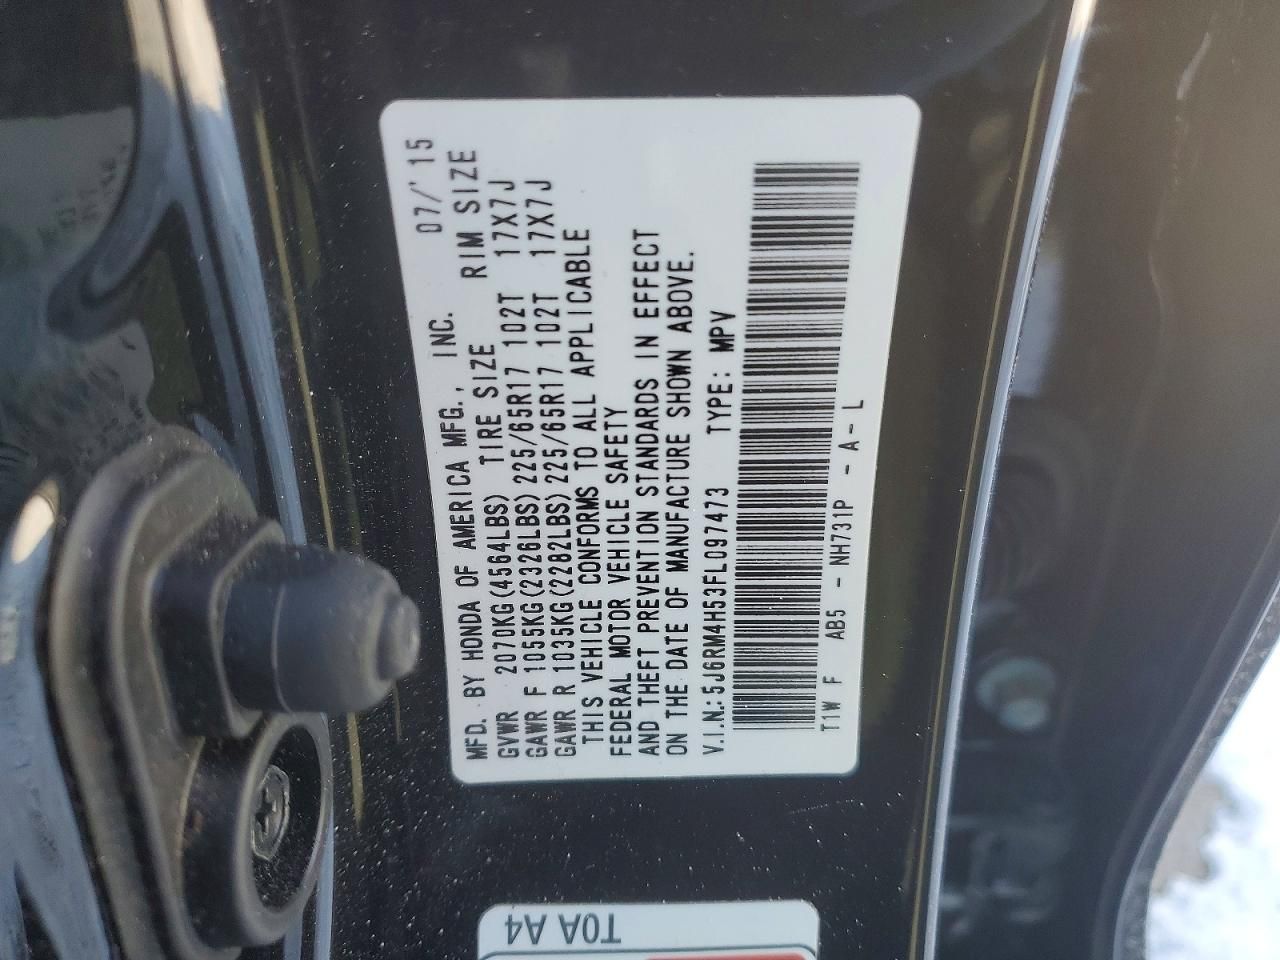 MFD. BY HONDA OF AMERICA MFG., INC. 07/'15
GVWR 2070KG(4564LBS) TIRE SIZE RIM SIZE
GAWR F 1055KG(2326LBS) 225/65R17 102T 17X7J
GAWR R 1035KG(2282LBS) 225/65R17 102T 17X7J
THIS VEHICLE CONFORMS TO ALL APPLICABLE
FEDERAL MOTOR VEHICLE SAFETY
AND THEFT PREVENTION STANDARDS IN EFFECT
ON THE DATE OF MANUFACTURE SHOWN ABOVE.
V.I.N.: 5J6RM4H53FL097473 TYPE: MPV
T1W F AB5 - NH731P - A - L
T0A A4